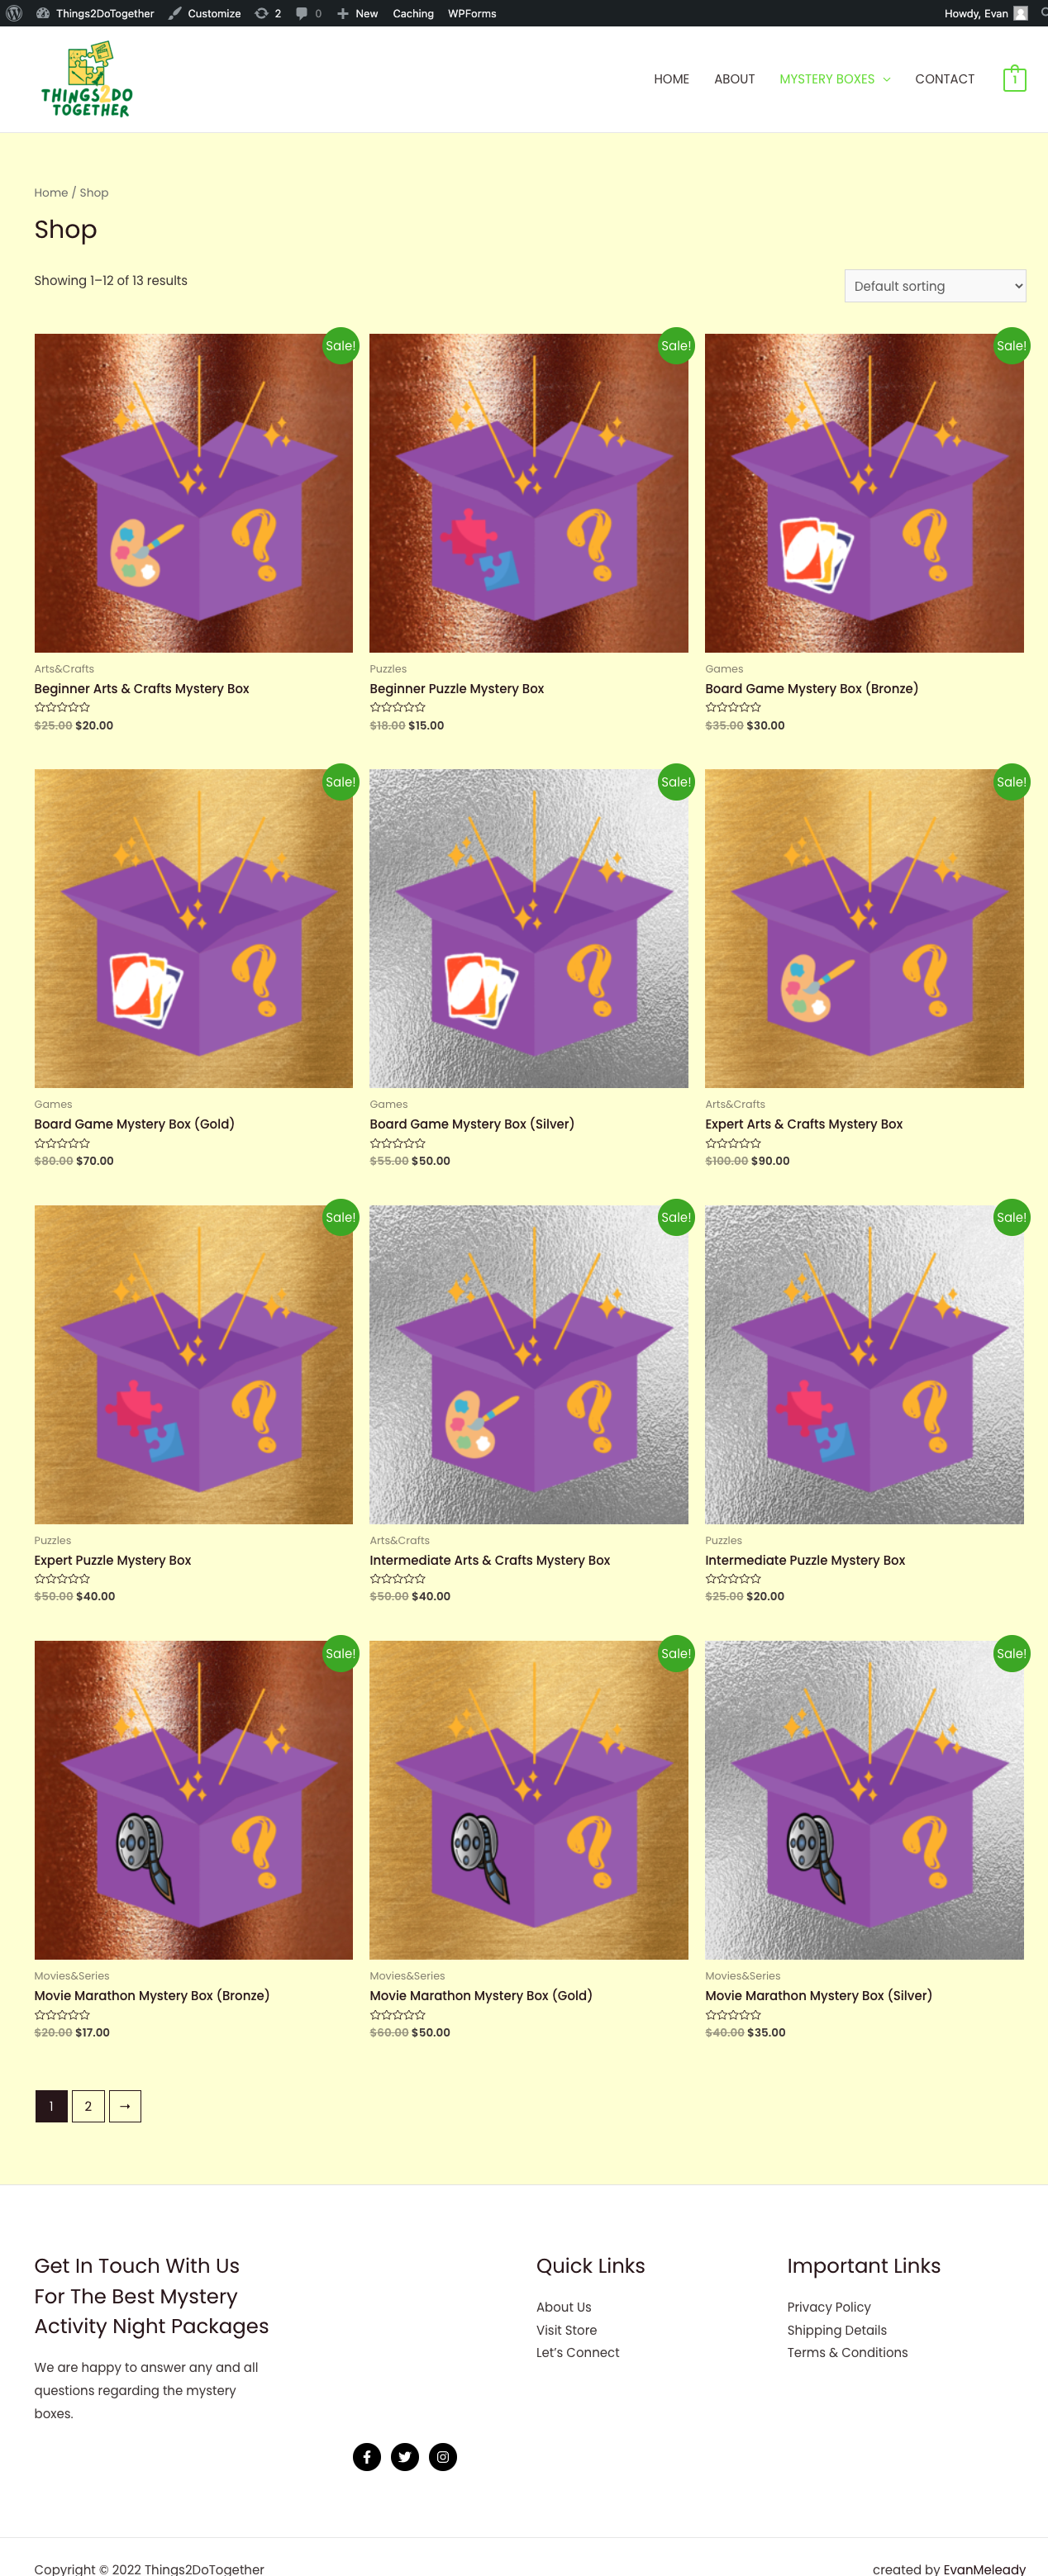 Things2DoTogether Customize 2 0 New Caching WPForms Howdy, Evan
THINGS2DO
TOGETHER
HOME ABOUT MYSTERY BOXES CONTACT 1
Home / Shop
Shop
Showing 1–12 of 13 results
Default sorting
Sale! Sale! Sale!
Arts&Crafts Puzzles Games
Beginner Arts & Crafts Mystery Box Beginner Puzzle Mystery Box Board Game Mystery Box (Bronze)
$25.00 $20.00 $18.00 $15.00 $35.00 $30.00
Sale! Sale! Sale!
Games Games Arts&Crafts
Board Game Mystery Box (Gold) Board Game Mystery Box (Silver) Expert Arts & Crafts Mystery Box
$80.00 $70.00 $55.00 $50.00 $100.00 $90.00
Sale! Sale! Sale!
Puzzles Arts&Crafts Puzzles
Expert Puzzle Mystery Box Intermediate Arts & Crafts Mystery Box Intermediate Puzzle Mystery Box
$50.00 $40.00 $50.00 $40.00 $25.00 $20.00
Sale! Sale! Sale!
Movies&Series Movies&Series Movies&Series
Movie Marathon Mystery Box (Bronze) Movie Marathon Mystery Box (Gold) Movie Marathon Mystery Box (Silver)
$20.00 $17.00 $60.00 $50.00 $40.00 $35.00
1 2 →
Get In Touch With Us
For The Best Mystery
Activity Night Packages
We are happy to answer any and all
questions regarding the mystery
boxes.
Quick Links
About Us
Visit Store
Let's Connect
Important Links
Privacy Policy
Shipping Details
Terms & Conditions
Copyright © 2022 Things2DoTogether created by EvanMeleady